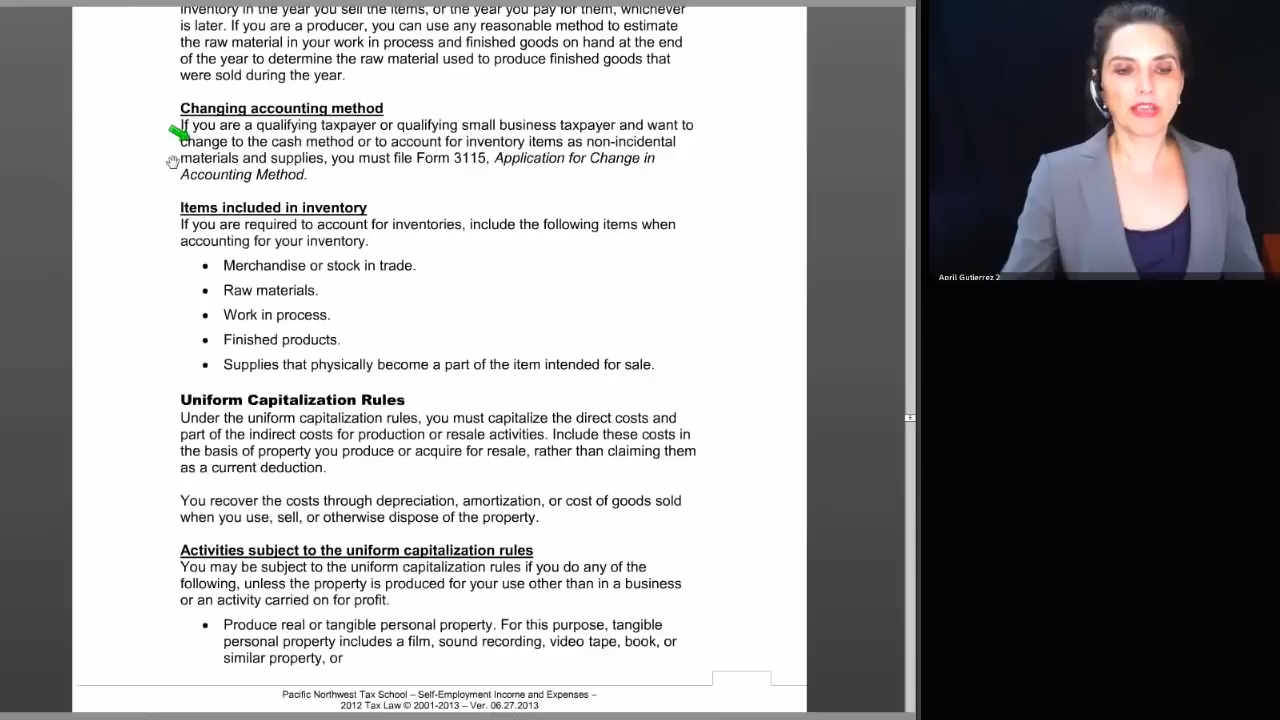 inventory in the year you sell the items, or the year you pay for them, whichever
is later. If you are a producer, you can use any reasonable method to estimate
the raw material in your work in process and finished goods on hand at the end
of the year to determine the raw material used to produce finished goods that
were sold during the year.
Changing accounting method
If you are a qualifying taxpayer or qualifying small business taxpayer and want to
change to the cash method or to account for inventory items as non-incidental
materials and supplies, you must file Form 3115, Application for Change in
Accounting Method.
Items included in inventory
If you are required to account for inventories, include the following items when
accounting for your inventory.
• Merchandise or stock in trade.
• Raw materials.
• Work in process.
• Finished products.
• Supplies that physically become a part of the item intended for sale.
Uniform Capitalization Rules
Under the uniform capitalization rules, you must capitalize the direct costs and
part of the indirect costs for production or resale activities. Include these costs in
the basis of property you produce or acquire for resale, rather than claiming them
as a current deduction.
You recover the costs through depreciation, amortization, or cost of goods sold
when you use, sell, or otherwise dispose of the property.
Activities subject to the uniform capitalization rules
You may be subject to the uniform capitalization rules if you do any of the
following, unless the property is produced for your use other than in a business
or an activity carried on for profit.
• Produce real or tangible personal property. For this purpose, tangible
personal property includes a film, sound recording, video tape, book, or
similar property, or
Pacific Northwest Tax School – Self-Employment Income and Expenses –
2012 Tax Law © 2001-2013 – Ver. 06.27.2013
April Gutierrez 2